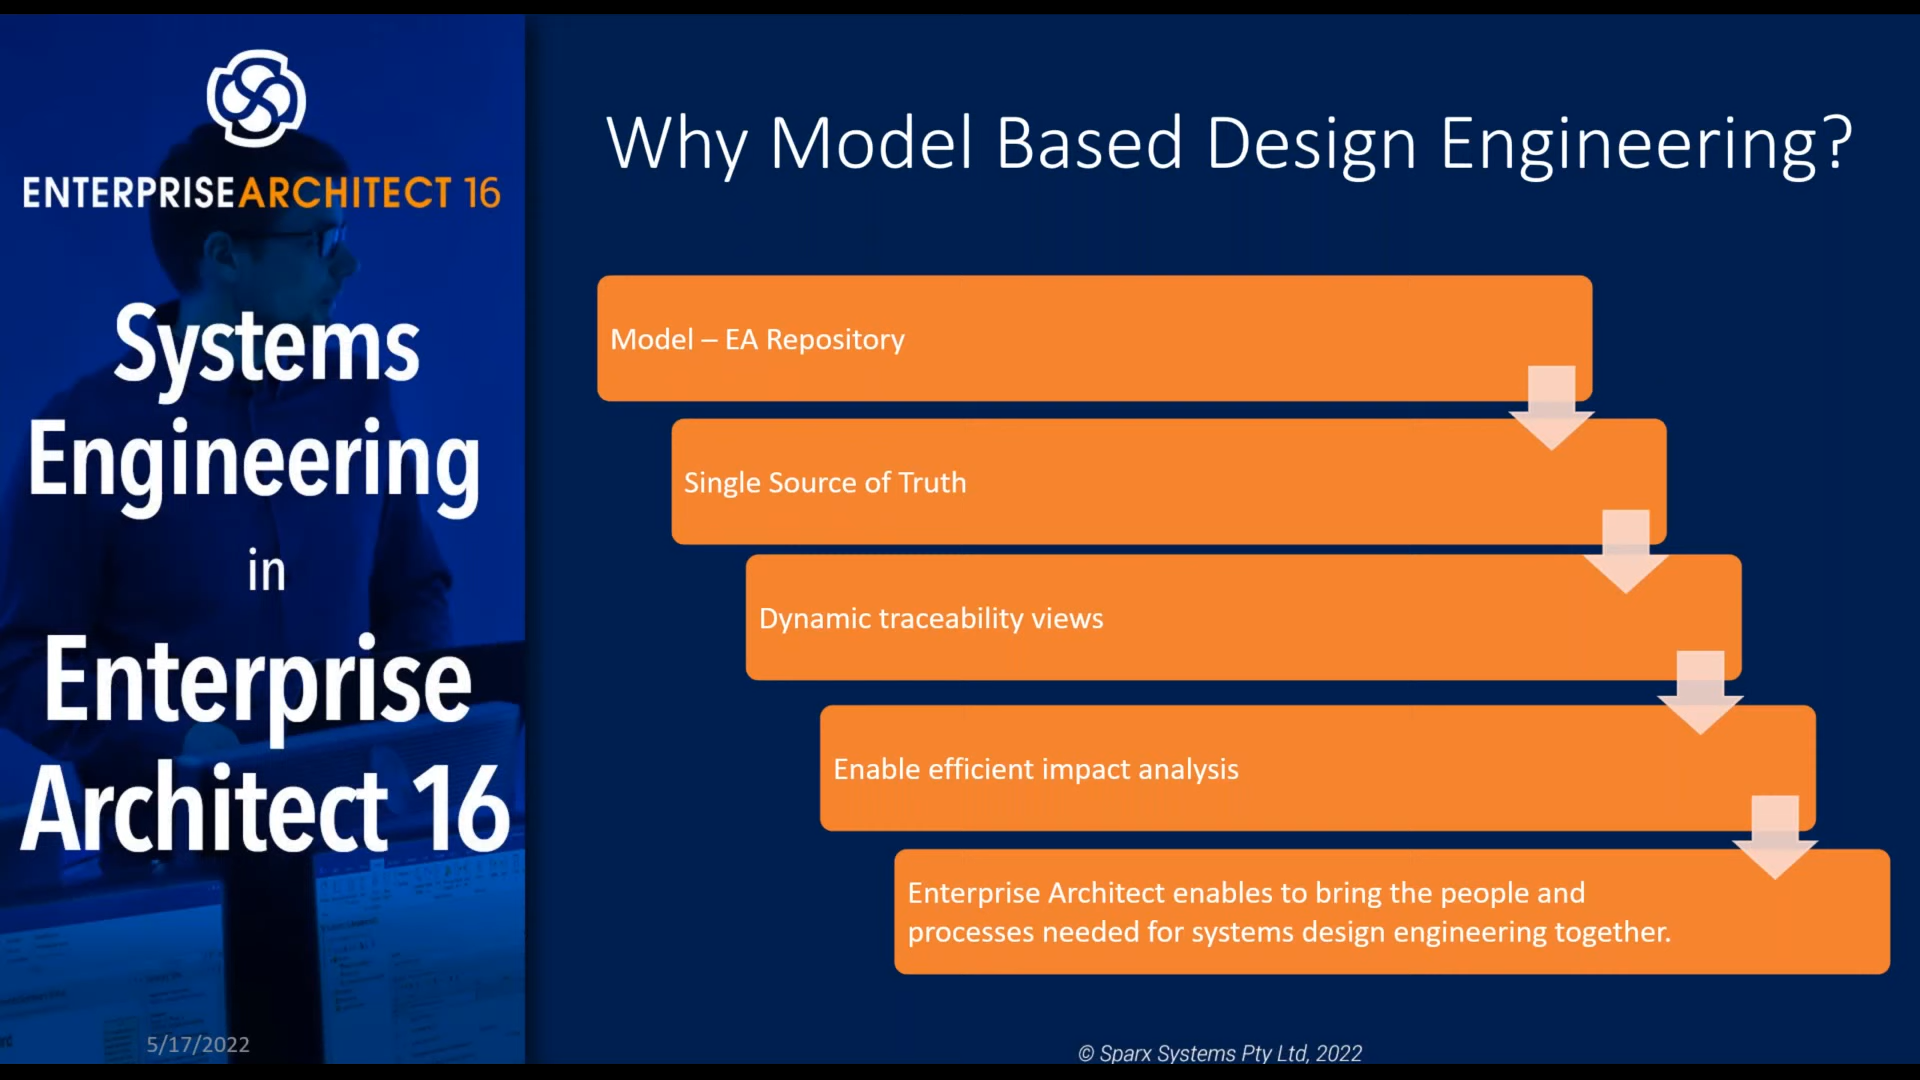 ENTERPRISEARCHITECT 16
Systems
Engineering
in
Enterprise
Architect 16
5/17/2022
Why Model Based Design Engineering?
Model – EA Repository
Single Source of Truth
Dynamic traceability views
Enable efficient impact analysis
Enterprise Architect enables to bring the people and
processes needed for systems design engineering together.
© Sparx Systems Pty Ltd, 2022